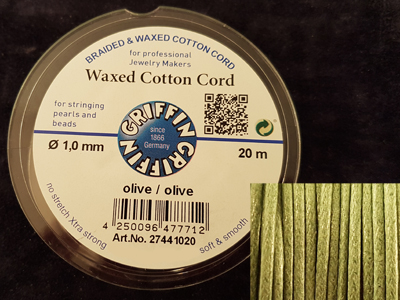 BRAIDED & WAXED COTTON CORD
for professional
Jewelry Makers
Waxed Cotton Cord
for stringing
pearls and
beads
GRIFFIN GRIFFIN
since
1866
Germany
Ø 1,0 mm
20 m
olive / olive
4 250096 477712
Art.No. 27441020
no stretch Xtra strong
soft & smooth